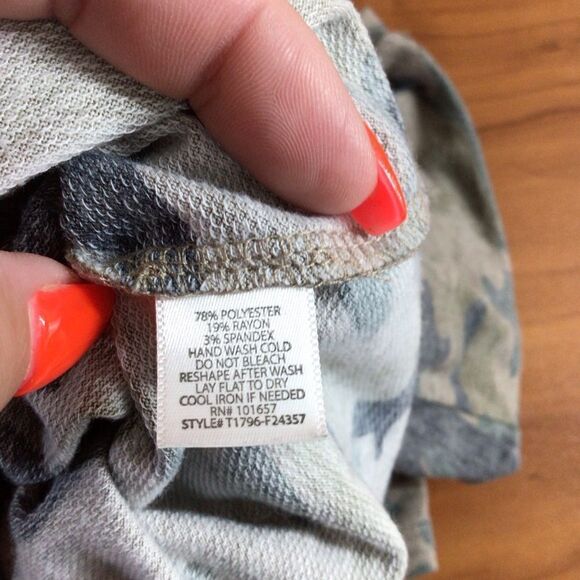 78% POLYESTER
19% RAYON
3% SPANDEX
HAND WASH COLD
DO NOT BLEACH
RESHAPE AFTER WASH
LAY FLAT TO DRY
COOL IRON IF NEEDED
RN# 101657
STYLE# T1796-F24357